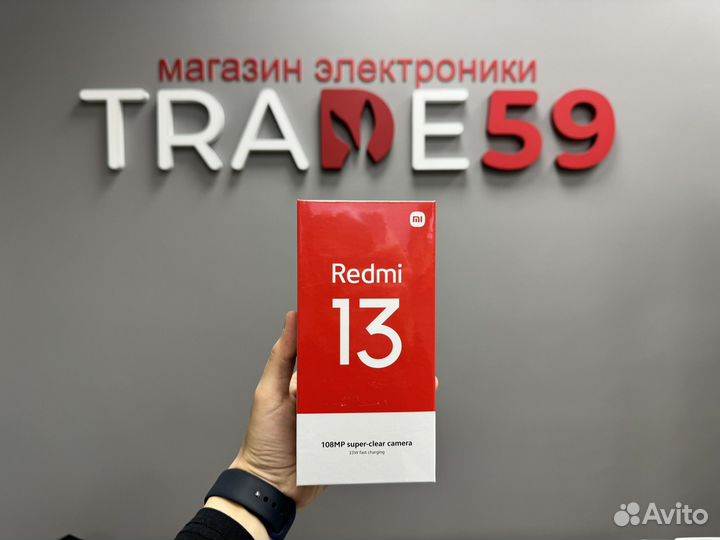 магазин электроники
TRADE59
mi
Redmi
13
108MP super-clear camera
33W fast charging
Avito